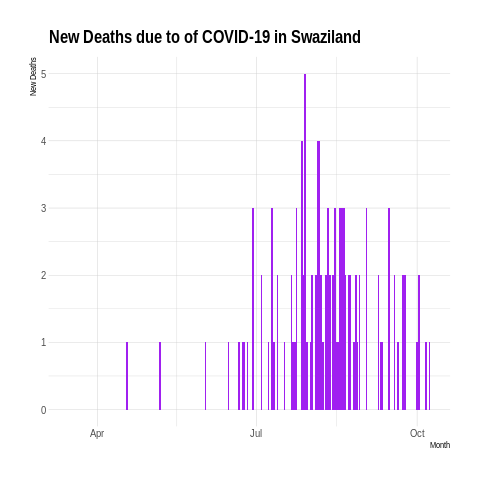 New Deaths due to of COVID-19 in Swaziland
New Deaths
5
4
3
2
1
0
Apr
Jul
Oct
Month